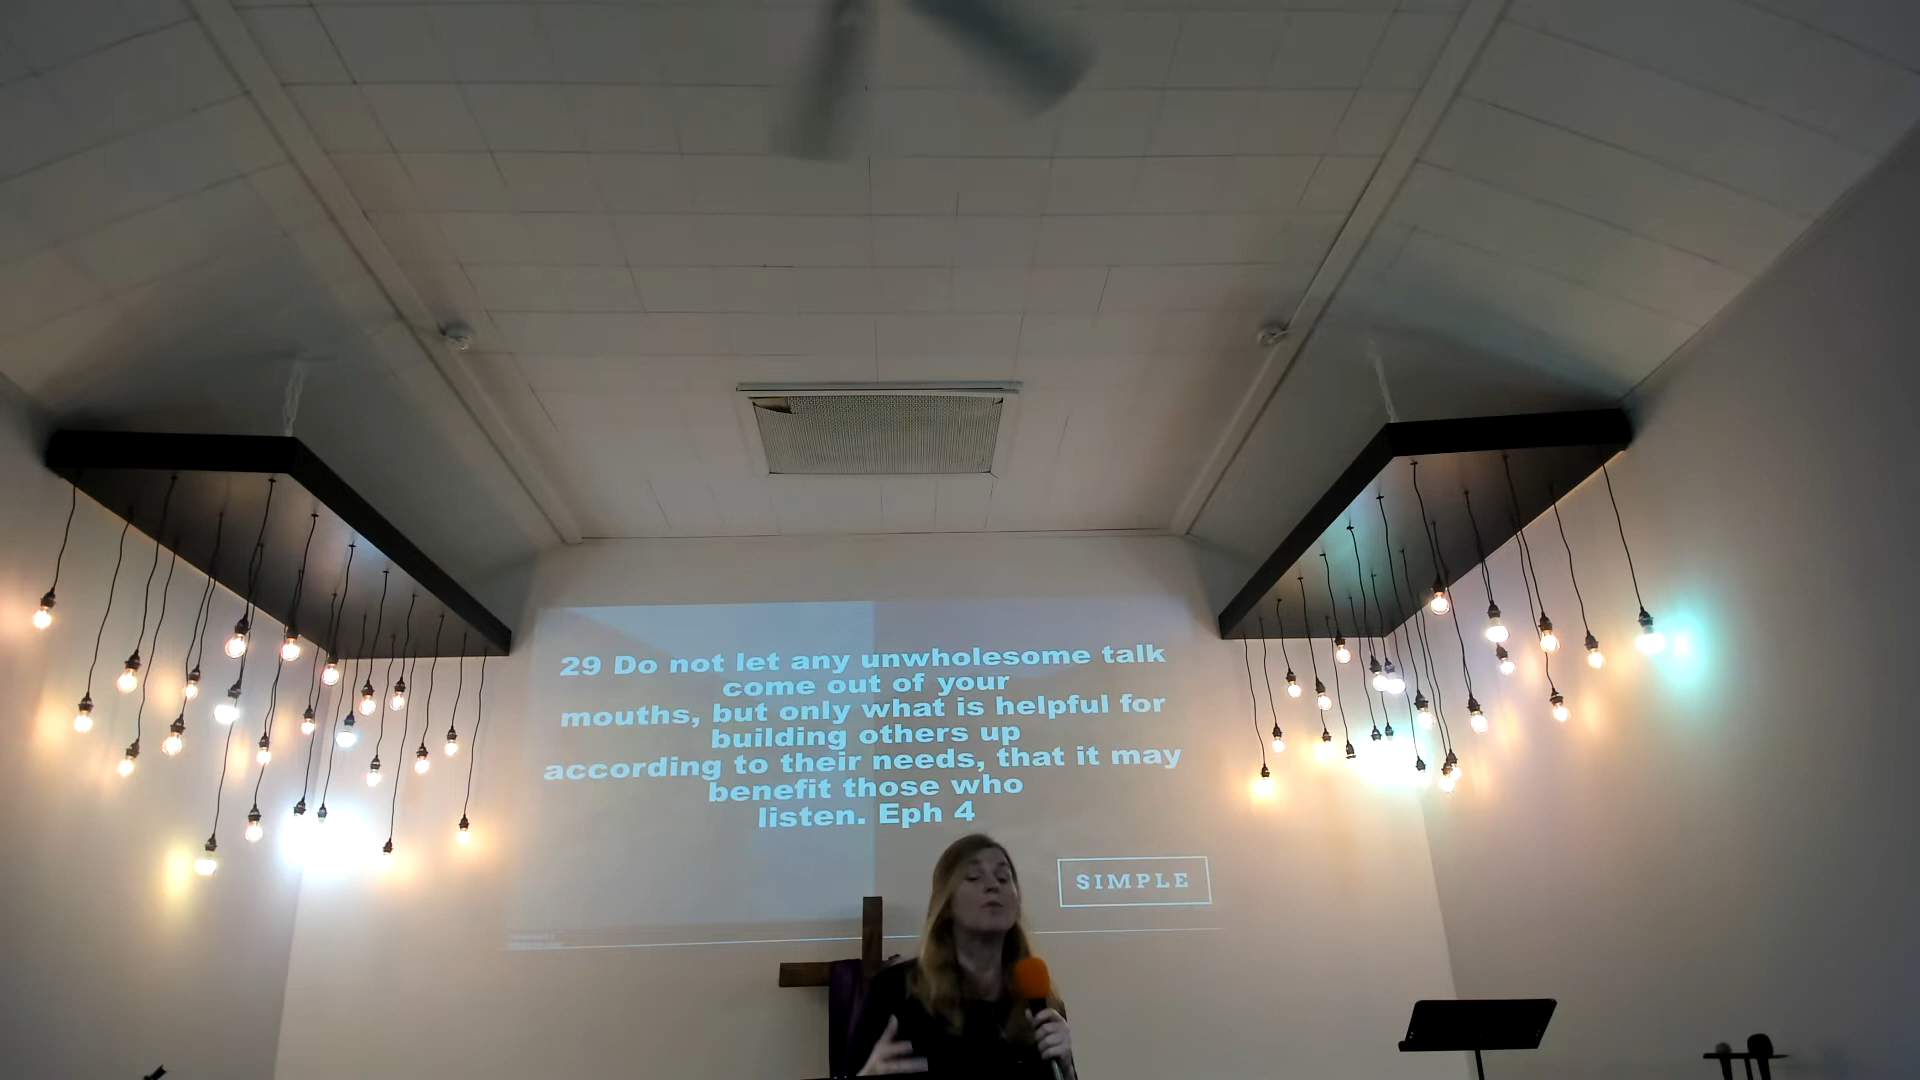 29 Do not let any unwholesome talk
come out of your
mouths, but only what is helpful for
building others up
according to their needs, that it may
benefit those who
listen. Eph 4
SIMPLE